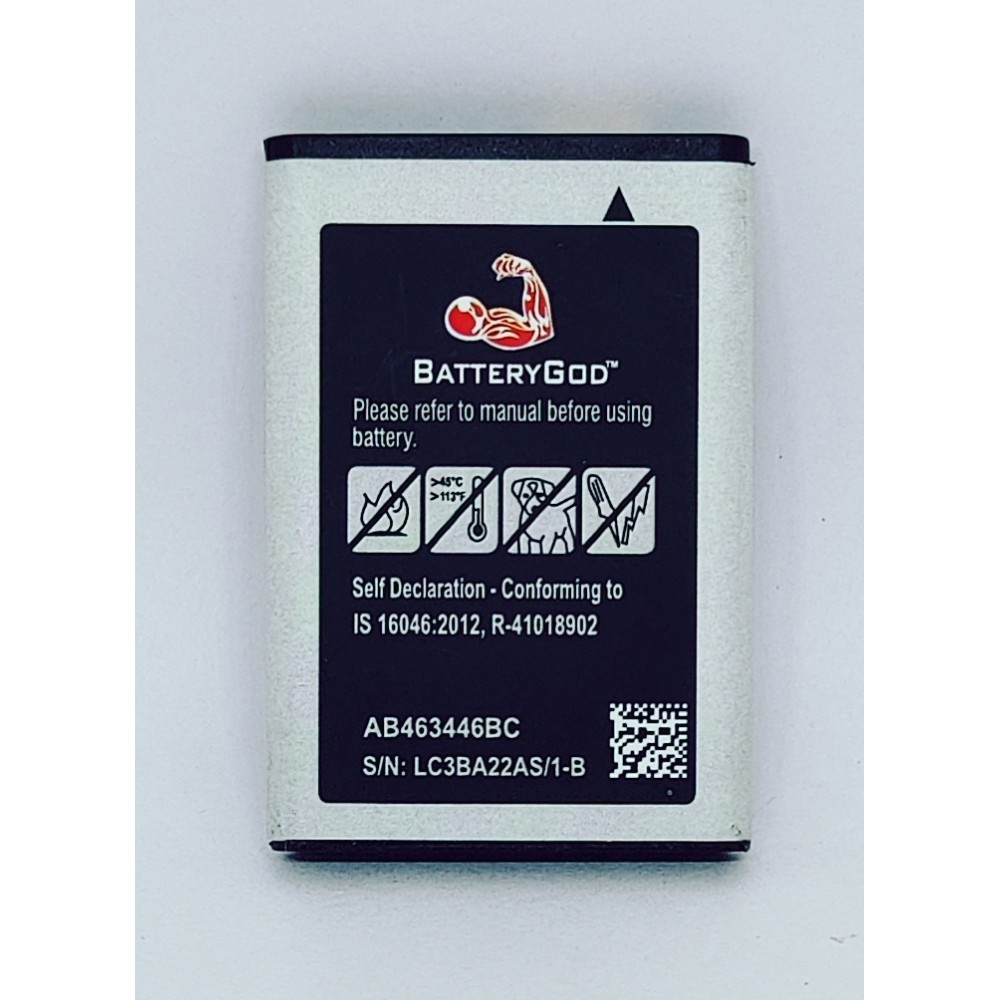 BATTERYGOD™
Please refer to manual before using
battery.
>45°C
>113°F
Self Declaration - Conforming to
IS 16046:2012, R-41018902
AB463446BC
S/N: LC3BA22AS/1-B